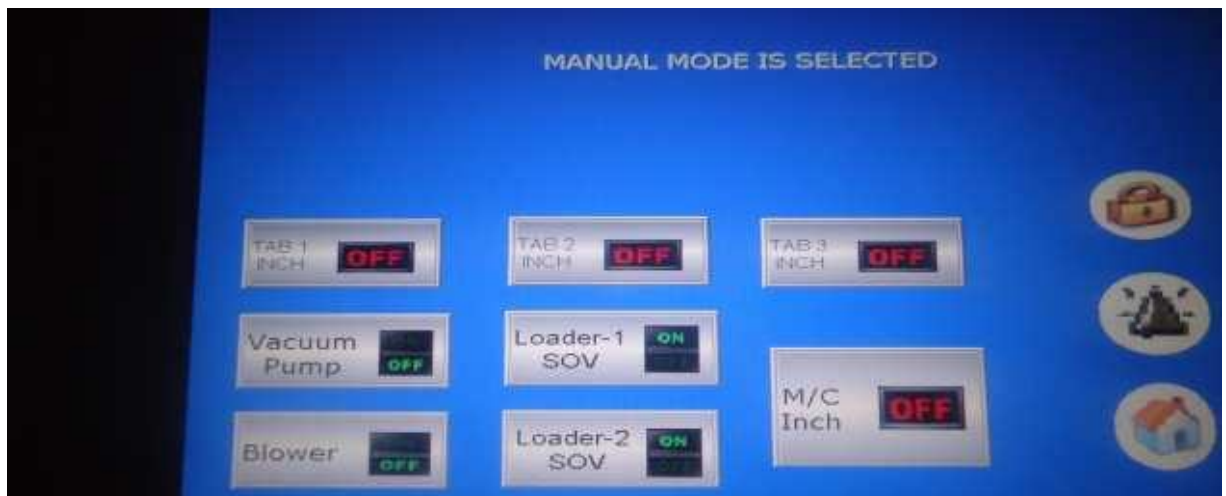 MANUAL MODE IS SELECTED
TAB 1
INCH
OFF
TAB 2
INCH
OFF
TAB 3
INCH
OFF
Vacuum
Pump
OFF
Loader-1
SOV
ON
M/C
Inch
OFF
Blower
OFF
Loader-2
SOV
ON